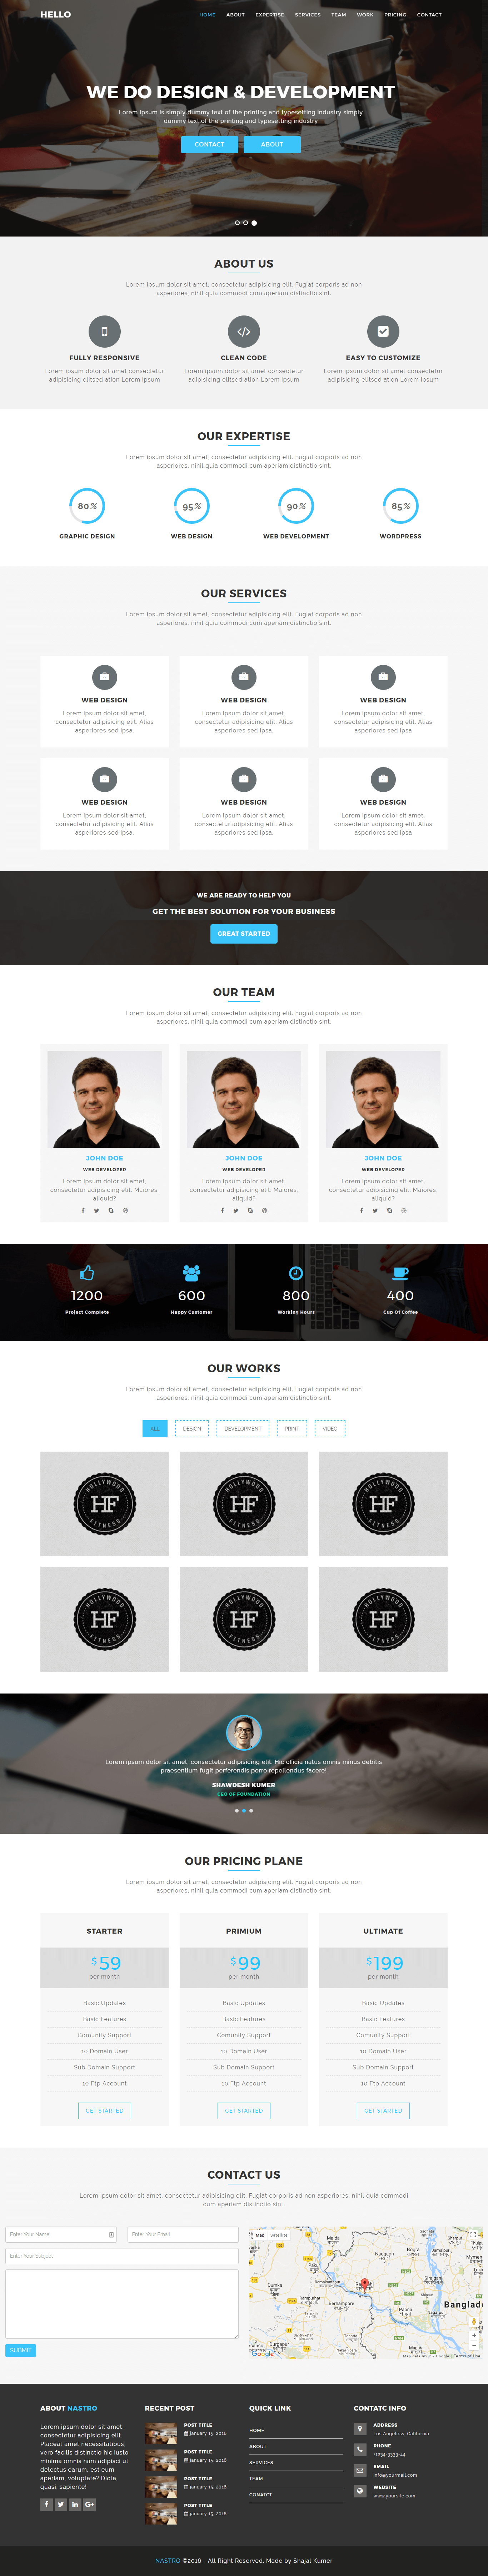 HELLO
HOME ABOUT EXPERTISE SERVICES TEAM WORK PRICING CONTACT
WE DO DESIGN & DEVELOPMENT
Lorem Ipsum is simply dummy text of the printing and typesetting industry simply
dummy text of the printing and typesetting industry
CONTACT ABOUT
ABOUT US
Lorem ipsum dolor sit amet, consectetur adipisicing elit. Fugiat corporis ad non
asperiores, nihil quia commodi cum aperiam distinctio sint.
FULLY RESPONSIVE CLEAN CODE EASY TO CUSTOMIZE
Lorem ipsum dolor sit amet consectetur Lorem ipsum dolor sit amet consectetur Lorem ipsum dolor sit amet consectetur
adipisicing elitsed ation Lorem ipsum adipisicing elitsed ation Lorem ipsum adipisicing elitsed ation Lorem ipsum
OUR EXPERTISE
Lorem ipsum dolor sit amet, consectetur adipisicing elit. Fugiat corporis ad non
asperiores, nihil quia commodi cum aperiam distinctio sint.
80% 95% 90% 85%
GRAPHIC DESIGN WEB DESIGN WEB DEVELOPMENT WORDPRESS
OUR SERVICES
Lorem ipsum dolor sit amet, consectetur adipisicing elit. Fugiat corporis ad non
asperiores, nihil quia commodi cum aperiam distinctio sint.
WEB DESIGN WEB DESIGN WEB DESIGN
Lorem ipsum dolor sit amet, Lorem ipsum dolor sit amet, Lorem ipsum dolor sit amet,
consectetur adipisicing elit. Alias consectetur adipisicing elit. Alias consectetur adipisicing elit. Alias
asperiores sed ipsa. asperiores sed ipsa. asperiores sed ipsa.
WEB DESIGN WEB DESIGN WEB DESIGN
Lorem ipsum dolor sit amet, Lorem ipsum dolor sit amet, Lorem ipsum dolor sit amet,
consectetur adipisicing elit. Alias consectetur adipisicing elit. Alias consectetur adipisicing elit. Alias
asperiores sed ipsa. asperiores sed ipsa. asperiores sed ipsa
WE ARE READY TO HELP YOU
GET THE BEST SOLUTION FOR YOUR BUSINESS
GREAT STARTED
OUR TEAM
Lorem ipsum dolor sit amet, consectetur adipisicing elit. Fugiat corporis ad non
asperiores, nihil quia commodi cum aperiam distinctio sint.
JOHN DOE JOHN DOE JOHN DOE
WEB DEVELOPER WEB DEVELOPER WEB DEVELOPER
Lorem ipsum dolor sit amet, Lorem ipsum dolor sit amet, Lorem ipsum dolor sit amet,
consectetur adipisicing elit. Maiores, consectetur adipisicing elit. Maiores, consectetur adipisicing elit. Maiores,
aliquid? aliquid? aliquid?
1200 600 800 400
Project Complete Happy Customer Working Hours Cup Of Coffee
OUR WORKS
Lorem ipsum dolor sit amet, consectetur adipisicing elit. Fugiat corporis ad non
asperiores, nihil quia commodi cum aperiam distinctio sint.
ALL DESIGN DEVELOPMENT PRINT VIDEO
HOLLYWOOD HF FITNESS HOLLYWOOD HF FITNESS HOLLYWOOD HF FITNESS
HOLLYWOOD HF FITNESS HOLLYWOOD HF FITNESS HOLLYWOOD HF FITNESS
Lorem ipsum dolor sit amet, consectetur adipisicing elit. Hic officia natus omnis minus debitis
praesentium fugit perferendis porro repellendus facere!
SHAWDESH KUMER
CEO OF FOUNDATION
OUR PRICING PLANE
Lorem ipsum dolor sit amet, consectetur adipisicing elit. Fugiat corporis ad non
asperiores, nihil quia commodi cum aperiam distinctio sint.
STARTER PRIMIUM ULTIMATE
$59 $99 $199
per month per month per month
Basic Updates Basic Updates Basic Updates
Basic Features Basic Features Basic Features
Comunity Support Comunity Support Comunity Support
10 Domain User 10 Domain User 10 Domain User
Sub Domain Support Sub Domain Support Sub Domain Support
10 Ftp Account 10 Ftp Account 10 Ftp Account
GET STARTED GET STARTED GET STARTED
CONTACT US
Lorem ipsum dolor sit amet, consectetur adipisicing elit. Fugiat corporis ad non asperiores, nihil quia commodi
cum aperiam distinctio sint.
Enter Your Name Enter Your Email
Enter Your Subject
SUBMIT
Map Satellite
Google
ABOUT NASTRO
Lorem ipsum dolor sit amet,
consectetur adipisicing elit.
Placeat amet necessitatibus,
vero facilis distinctio hic iusto
minima omnis nam adipisci ut
delectus earum, est eum
aperiam, voluptate? Dicta,
quasi, sapiente!
RECENT POST
POST TITLE
january 15, 2016
POST TITLE
january 15, 2016
POST TITLE
january 15, 2016
POST TITLE
january 15, 2016
QUICK LINK
HOME
ABOUT
SERVICES
TEAM
CONATCT
CONTATC INFO
ADDRESS
Los Angeless, California
PHONE
+1234-3333-44
EMAIL
info@yourmail.com
WEBSITE
www.yoursite.com
NASTRO ©2016 - All Right Reserved. Made by Shajal Kumer